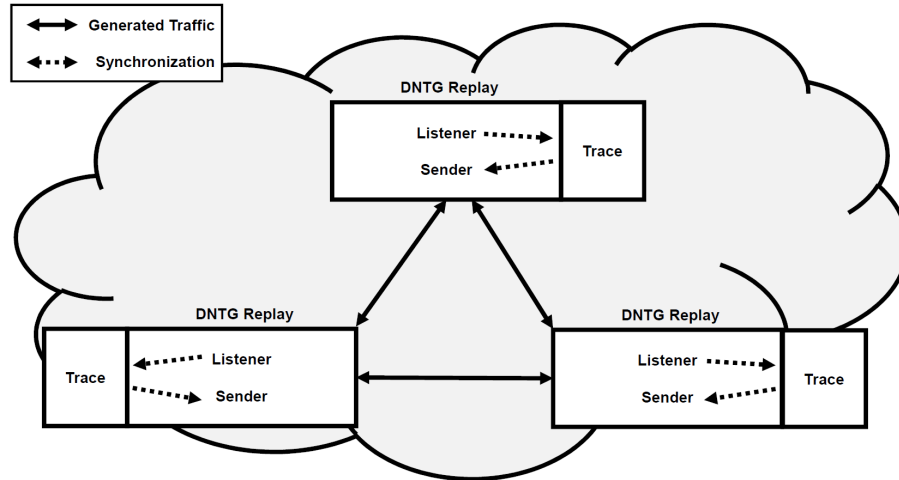 Generated Traffic
Synchronization
DNTG Replay
Listener
Sender
Trace
DNTG Replay
Trace
Listener
Sender
DNTG Replay
Listener
Sender
Trace